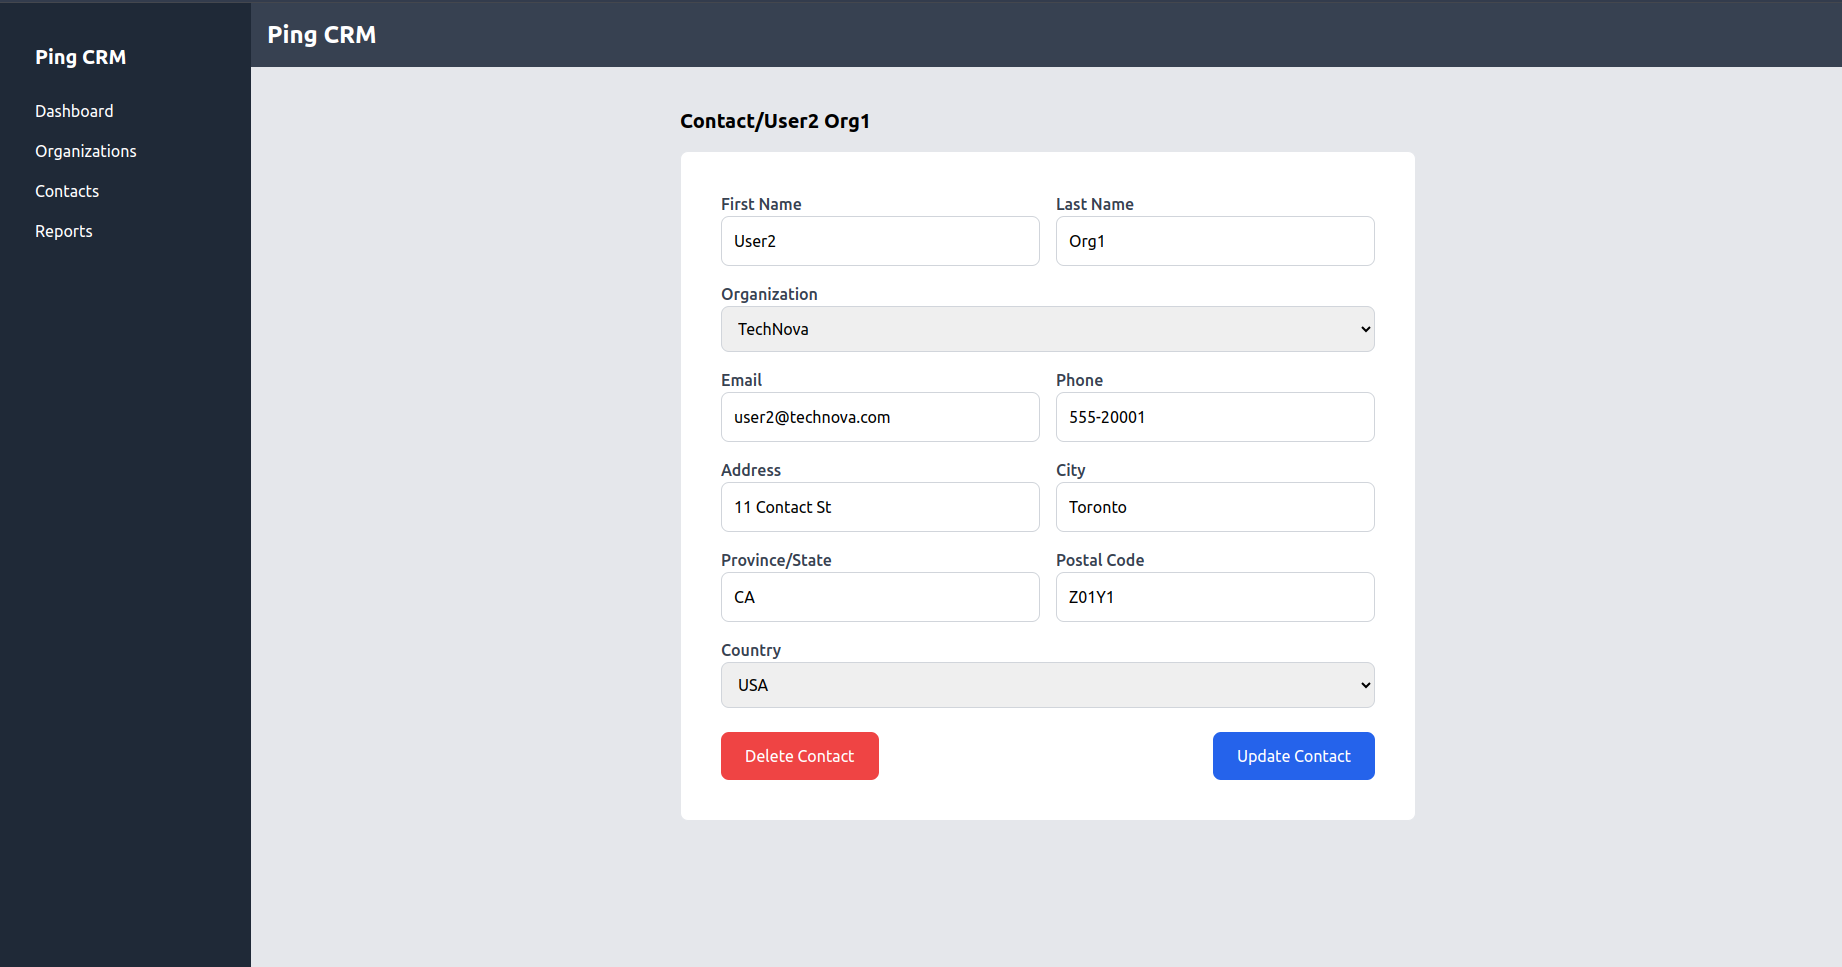 Ping CRM
Ping CRM
Dashboard
Organizations
Contacts
Reports
Contact/User2 Org1
First Name
Last Name
User2
Org1
Organization
TechNova
Email
Phone
user2@technova.com
555-20001
Address
City
11 Contact St
Toronto
Province/State
Postal Code
CA
Z01Y1
Country
USA
Delete Contact
Update Contact